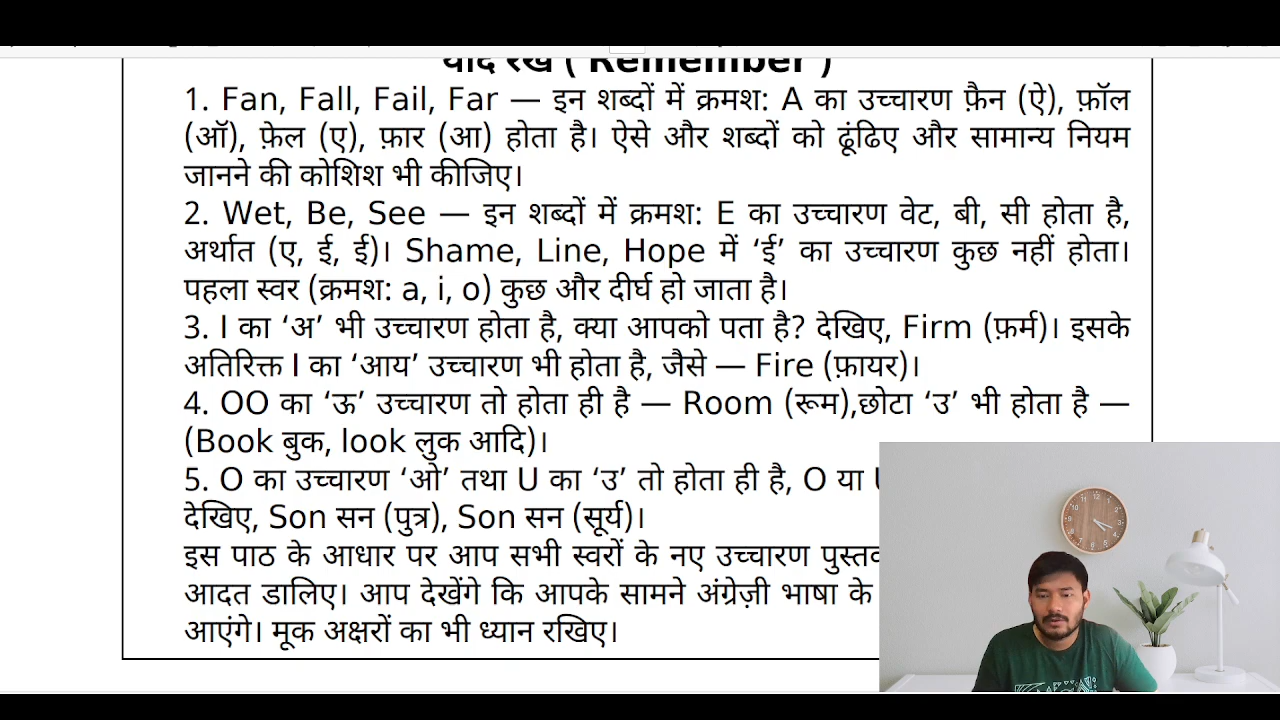 याद रखें ( Remember )
1. Fan, Fall, Fail, Far — इन शब्दों में क्रमश: A का उच्चारण फ़ैन (ऐ), फ़ॉल
(ऑ), फ़ेल (ए), फ़ार (आ) होता है। ऐसे और शब्दों को ढूंढिए और सामान्य नियम
जानने की कोशिश भी कीजिए।
2. Wet, Be, See — इन शब्दों में क्रमश: E का उच्चारण वेट, बी, सी होता है,
अर्थात (ए, ई, ई)। Shame, Line, Hope में ‘ई’ का उच्चारण कुछ नहीं होता।
पहला स्वर (क्रमश: a, i, o) कुछ और दीर्घ हो जाता है।
3. I का ‘अ’ भी उच्चारण होता है, क्या आपको पता है? देखिए, Firm (फ़र्म)। इसके
अतिरिक्त I का ‘आय’ उच्चारण भी होता है, जैसे — Fire (फ़ायर)।
4. OO का ‘ऊ’ उच्चारण तो होता ही है — Room (रूम),छोटा ‘उ’ भी होता है —
(Book बुक, look लुक आदि)।
5. O का उच्चारण ‘ओ’ तथा U का ‘उ’ तो होता ही है, O या
देखिए, Son सन (पुत्र), Son सन (सूर्य)।
इस पाठ के आधार पर आप सभी स्वरों के नए उच्चारण
आदत डालिए। आप देखेंगे कि आपके सामने अंग्रेज़ी भाषा के
आएंगे। मूक अक्षरों का भी ध्यान रखिए।